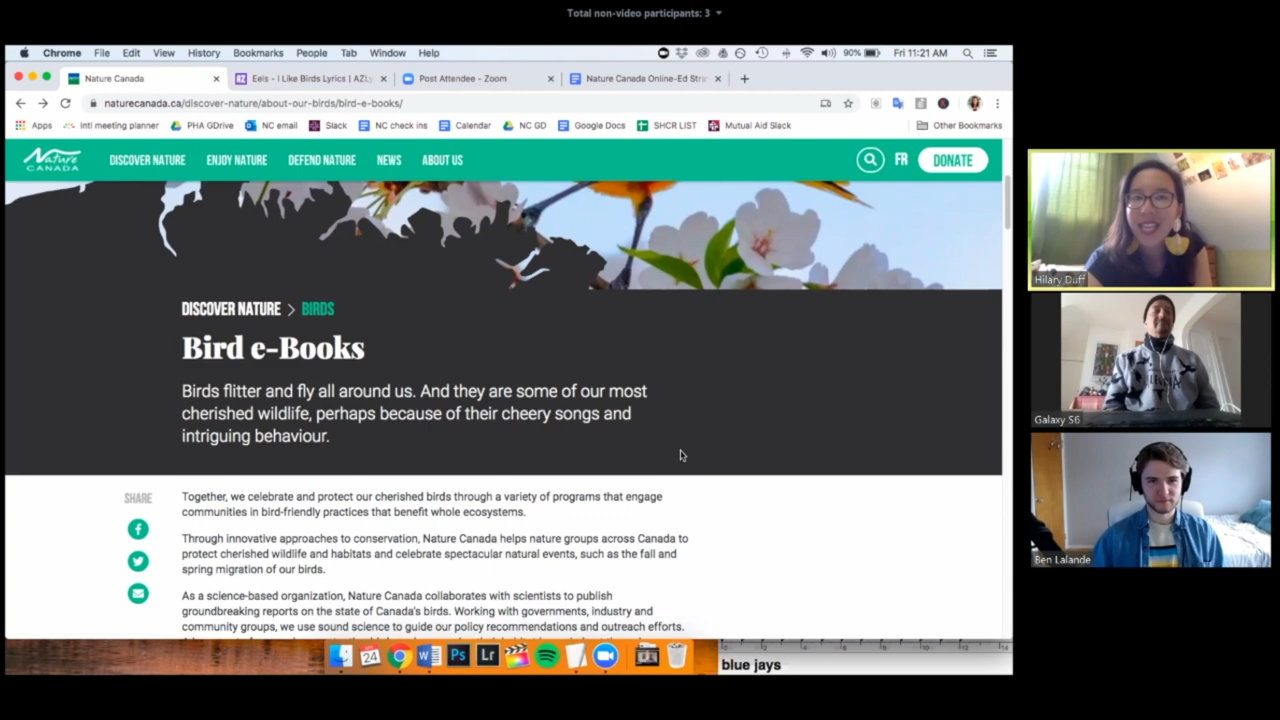 Total non-video participants: 3
Chrome File Edit View History Bookmarks People Tab Window Help
90% Fri 11:21 AM
Nature Canada
Eels - I Like Birds Lyrics | AZL
Post Attendee - Zoom
Nature Canada Online-Ed Stra
naturecanada.ca/discover-nature/about-our-birds/bird-e-books/
Apps Intl meeting planner PHA GDrive NC email Slack NC check ins Calendar NC GD Google Docs SHCR LIST Mutual Aid Slack Other Bookmarks
Nature CANADA
DISCOVER NATURE ENJOY NATURE DEFEND NATURE NEWS ABOUT US FR DONATE
DISCOVER NATURE > BIRDS
Bird e-Books
Birds flitter and fly all around us. And they are some of our most
cherished wildlife, perhaps because of their cheery songs and
intriguing behaviour.
SHARE
Together, we celebrate and protect our cherished birds through a variety of programs that engage
communities in bird-friendly practices that benefit whole ecosystems.
Through innovative approaches to conservation, Nature Canada helps nature groups across Canada to
protect cherished wildlife and habitats and celebrate spectacular natural events, such as the fall and
spring migration of our birds.
As a science-based organization, Nature Canada collaborates with scientists to publish
groundbreaking reports on the state of Canada's birds. Working with governments, industry and
community groups, we use sound science to guide our policy recommendations and outreach efforts.
24
Ps
Lr
blue jays
Hilary Duff
Galaxy S6
Ben Lalande